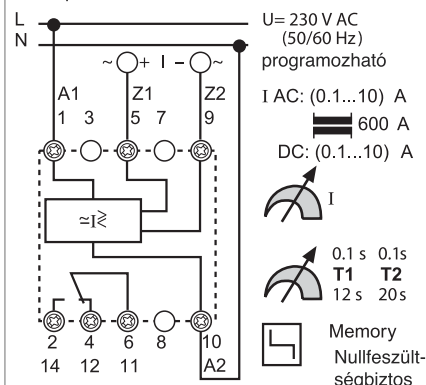 L
N
U= 230 V AC
(50/60 Hz)
programozható
~ + I − ~
A1 Z1 Z2
1 3 5 7 9
I AC: (0.1...10) A
600 A
DC: (0.1...10) A
≃I≷
I
0.1 s 0.1s
T1 T2
12 s 20s
2 4 6 8 10
14 12 11 A2
Memory
Nullfeszült-
ségbiztos